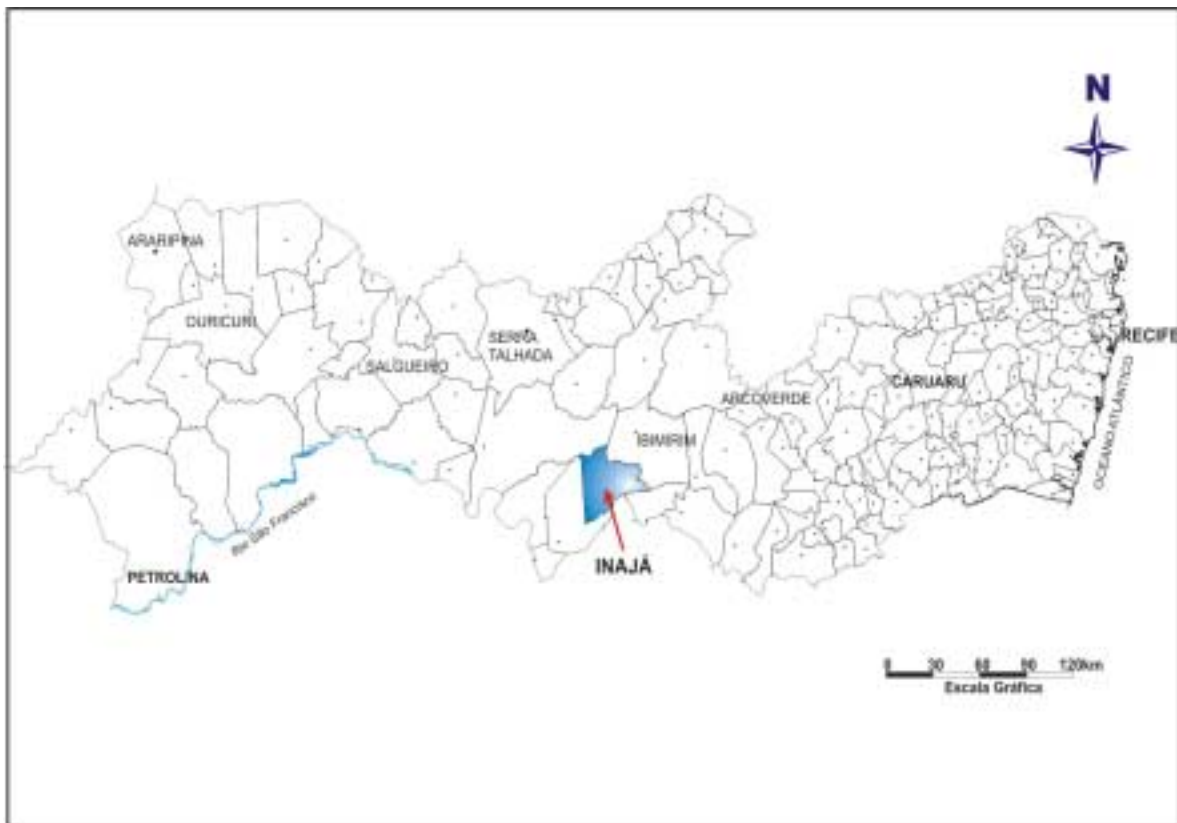 N
ARARIPINA
OURICURI
SERRA
TALHADA
SALGUEIRO
RECIFE
CARUARU
ARCOVERDE
OCEANO ATLÂNTICO
IBIMIRIM
Rio São Francisco
INAJÁ
PETROLINA
0 30 60 90 120km
Escala Gráfica